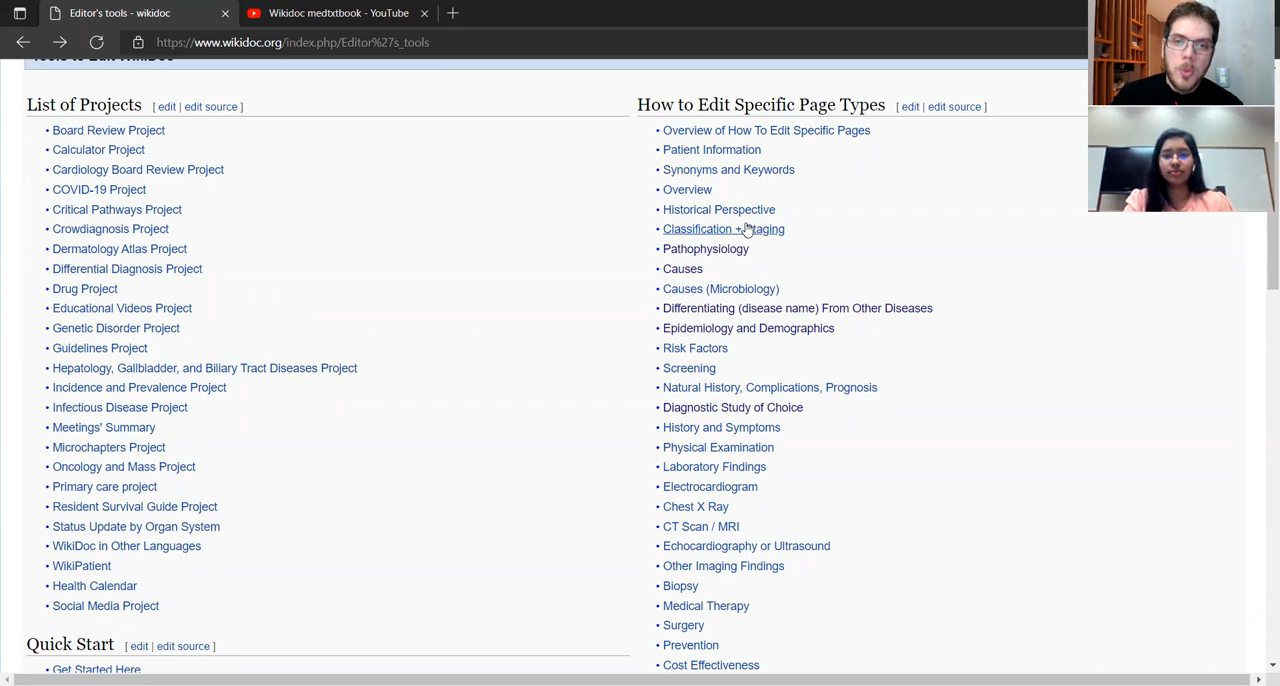 Editor's tools - wikidoc
Wikidoc medtxtbook - YouTube
https://www.wikidoc.org/index.php/Editor%27s_tools
Tools to Edit WikiDoc
List of Projects [ edit | edit source ]
• Board Review Project
• Calculator Project
• Cardiology Board Review Project
• COVID-19 Project
• Critical Pathways Project
• Crowdiagnosis Project
• Dermatology Atlas Project
• Differential Diagnosis Project
• Drug Project
• Educational Videos Project
• Genetic Disorder Project
• Guidelines Project
• Hepatology, Gallbladder, and Biliary Tract Diseases Project
• Incidence and Prevalence Project
• Infectious Disease Project
• Meetings' Summary
• Microchapters Project
• Oncology and Mass Project
• Primary care project
• Resident Survival Guide Project
• Status Update by Organ System
• WikiDoc in Other Languages
• WikiPatient
• Health Calendar
• Social Media Project
Quick Start [ edit | edit source ]
• Get Started Here
How to Edit Specific Page Types [ edit | edit source ]
• Overview of How To Edit Specific Pages
• Patient Information
• Synonyms and Keywords
• Overview
• Historical Perspective
• Classification + Staging
• Pathophysiology
• Causes
• Causes (Microbiology)
• Differentiating (disease name) From Other Diseases
• Epidemiology and Demographics
• Risk Factors
• Screening
• Natural History, Complications, Prognosis
• Diagnostic Study of Choice
• History and Symptoms
• Physical Examination
• Laboratory Findings
• Electrocardiogram
• Chest X Ray
• CT Scan / MRI
• Echocardiography or Ultrasound
• Other Imaging Findings
• Biopsy
• Medical Therapy
• Surgery
• Prevention
• Cost Effectiveness